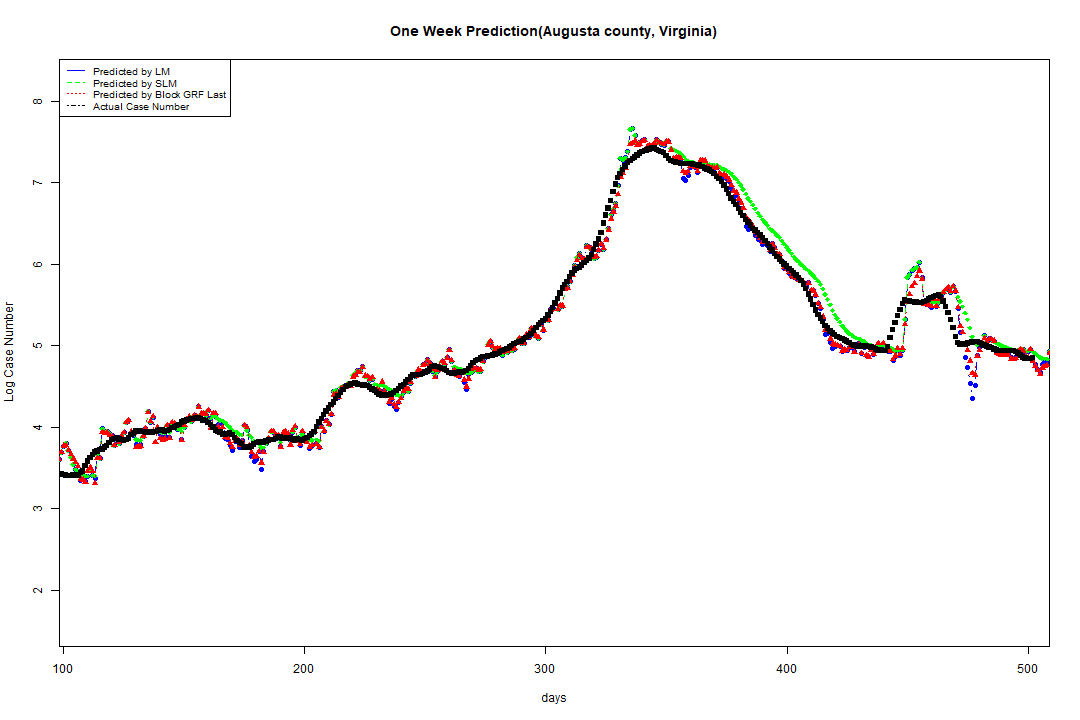 One Week Prediction(Augusta county, Virginia)
Predicted by LM
Predicted by SLM
Predicted by Block GRF Last
Actual Case Number
8
7
6
5
4
3
2
Log Case Number
100 200 300 400 500
days